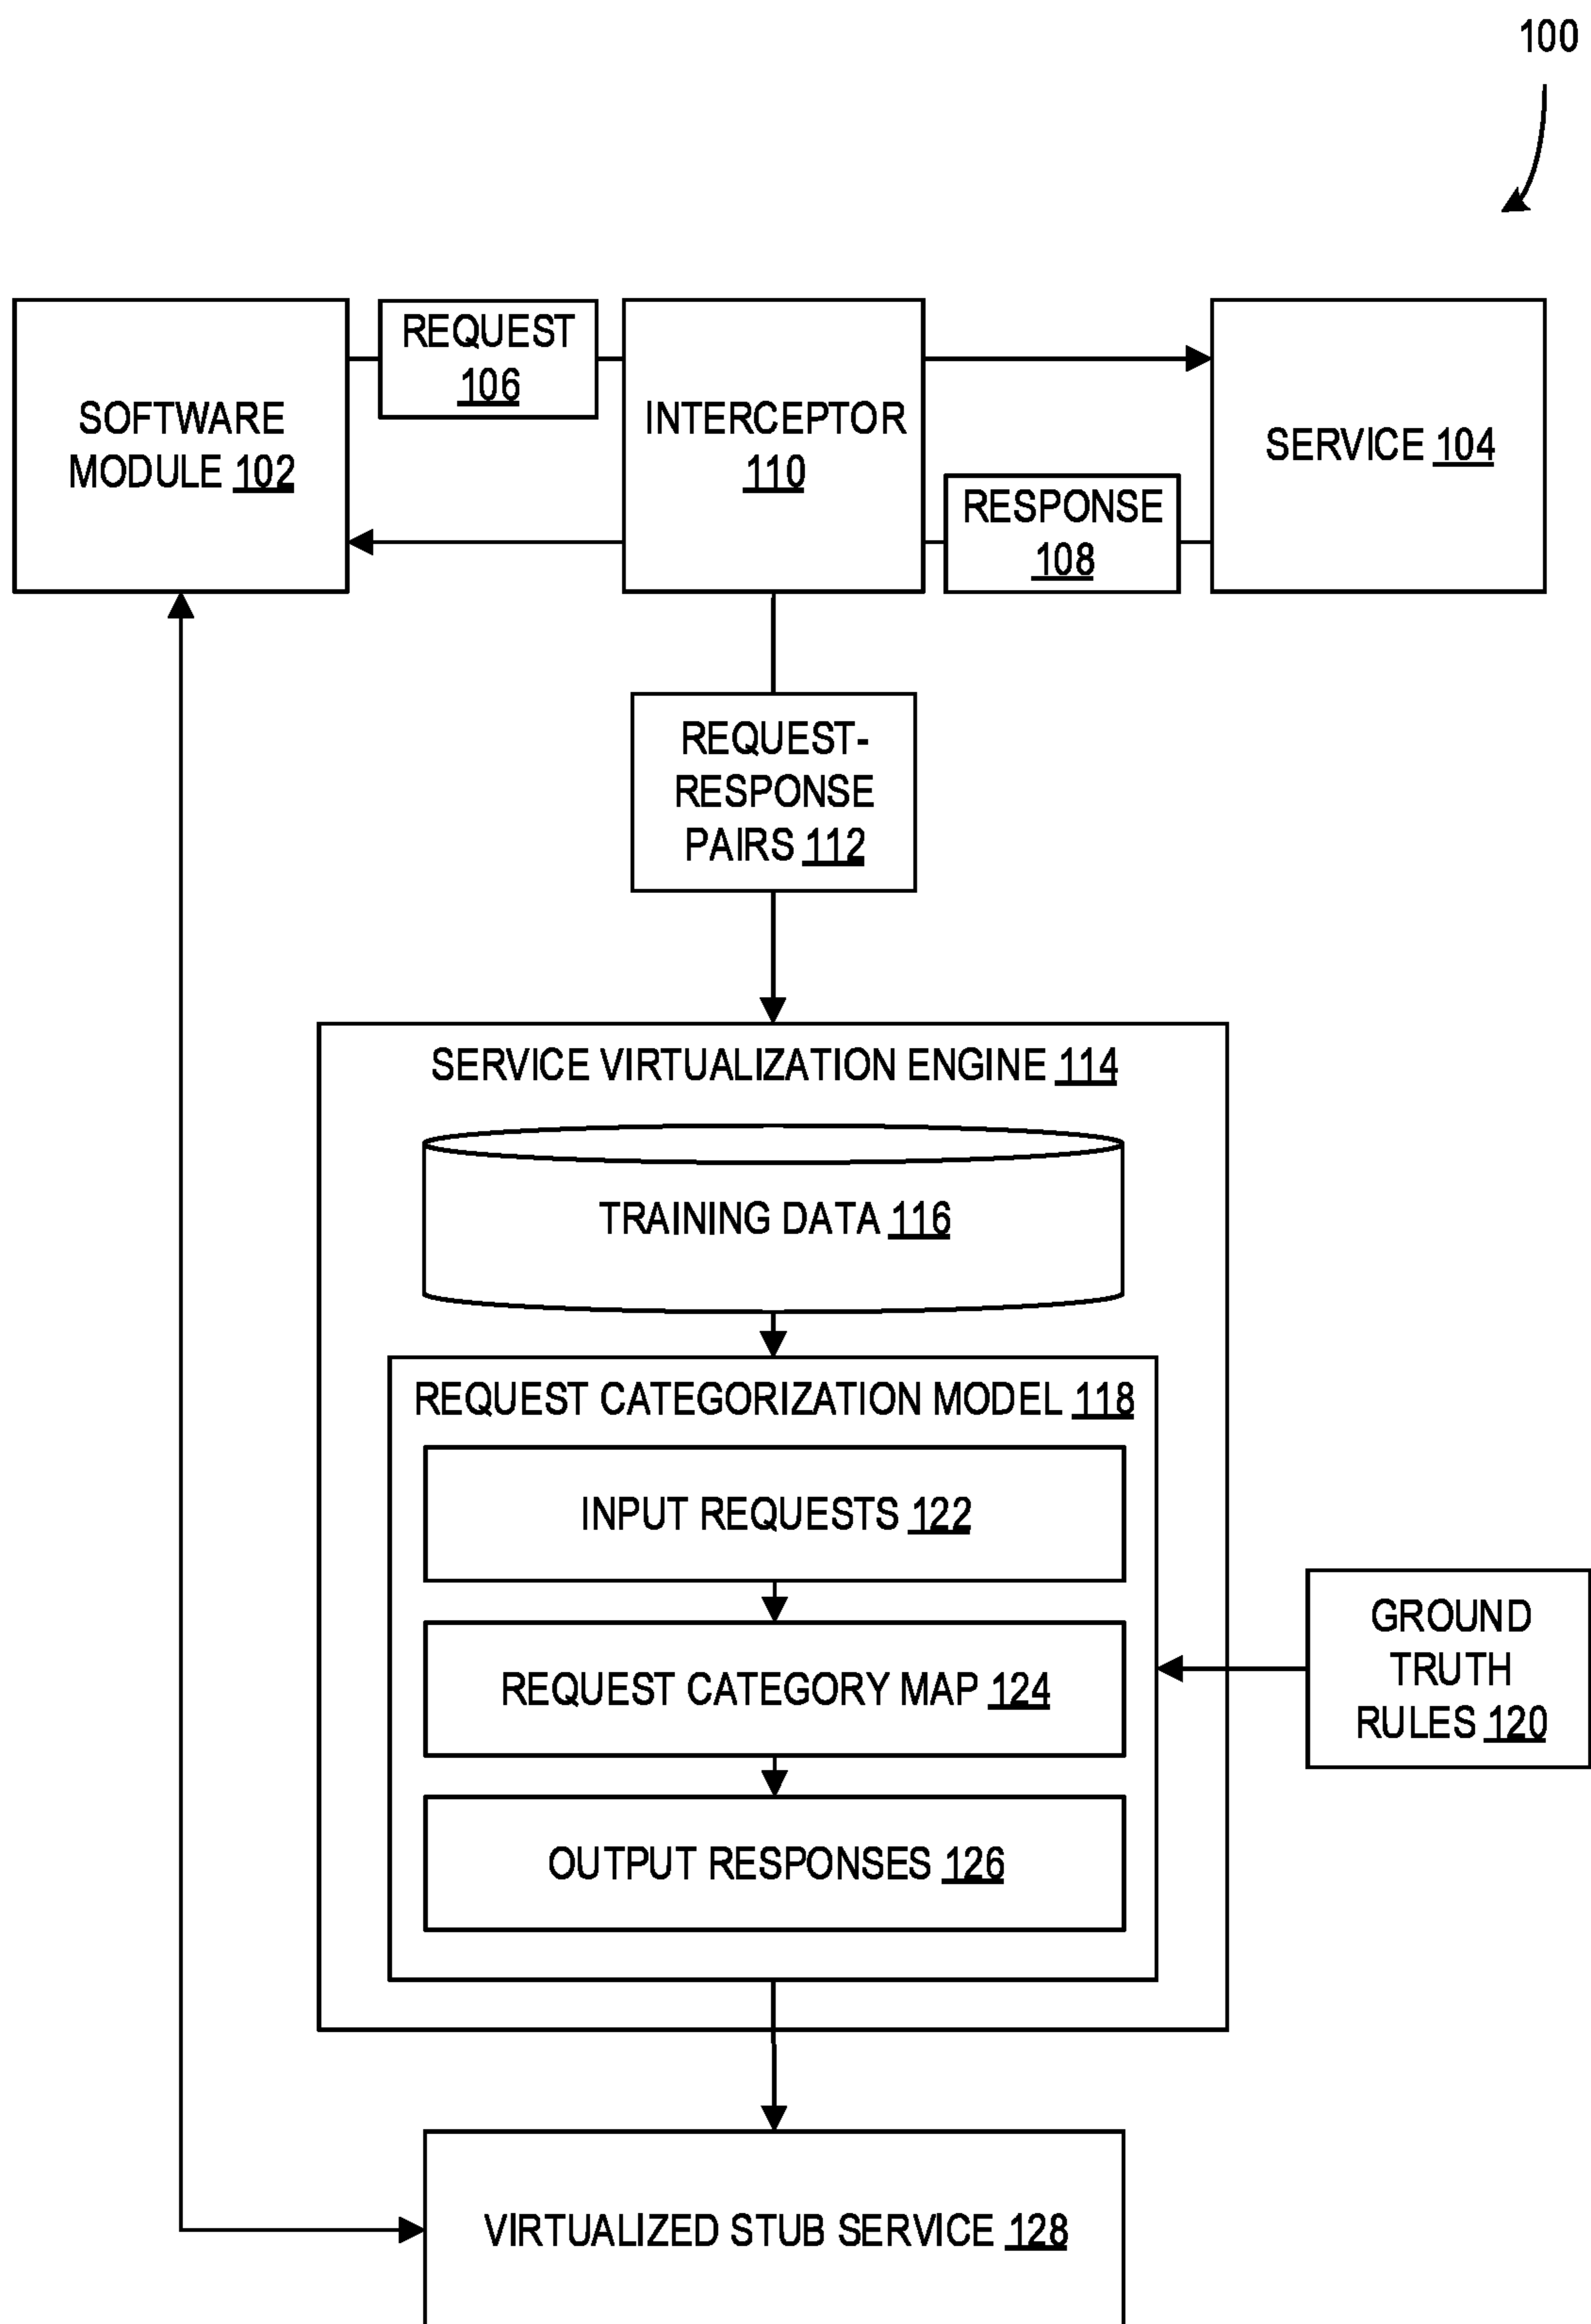 100
REQUEST
106
SOFTWARE
MODULE 102
INTERCEPTOR
110
SERVICE 104
RESPONSE
108
REQUEST-
RESPONSE
PAIRS 112
SERVICE VIRTUALIZATION ENGINE 114
TRAINING DATA 116
REQUEST CATEGORIZATION MODEL 118
INPUT REQUESTS 122
REQUEST CATEGORY MAP 124
OUTPUT RESPONSES 126
GROUND
TRUTH
RULES 120
VIRTUALIZED STUB SERVICE 128